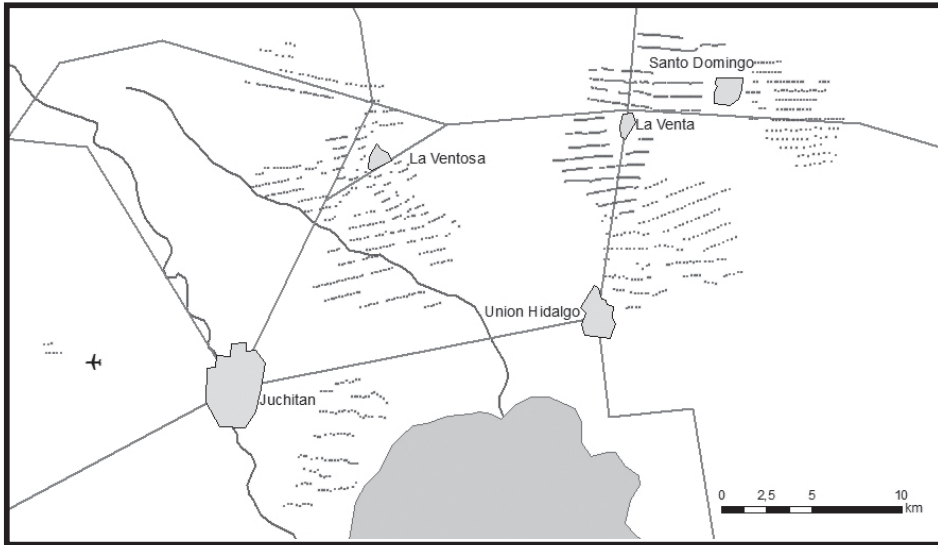 Santo Domingo
La Venta
La Ventosa
Union Hidalgo
Juchitan
0 2,5 5 10
km